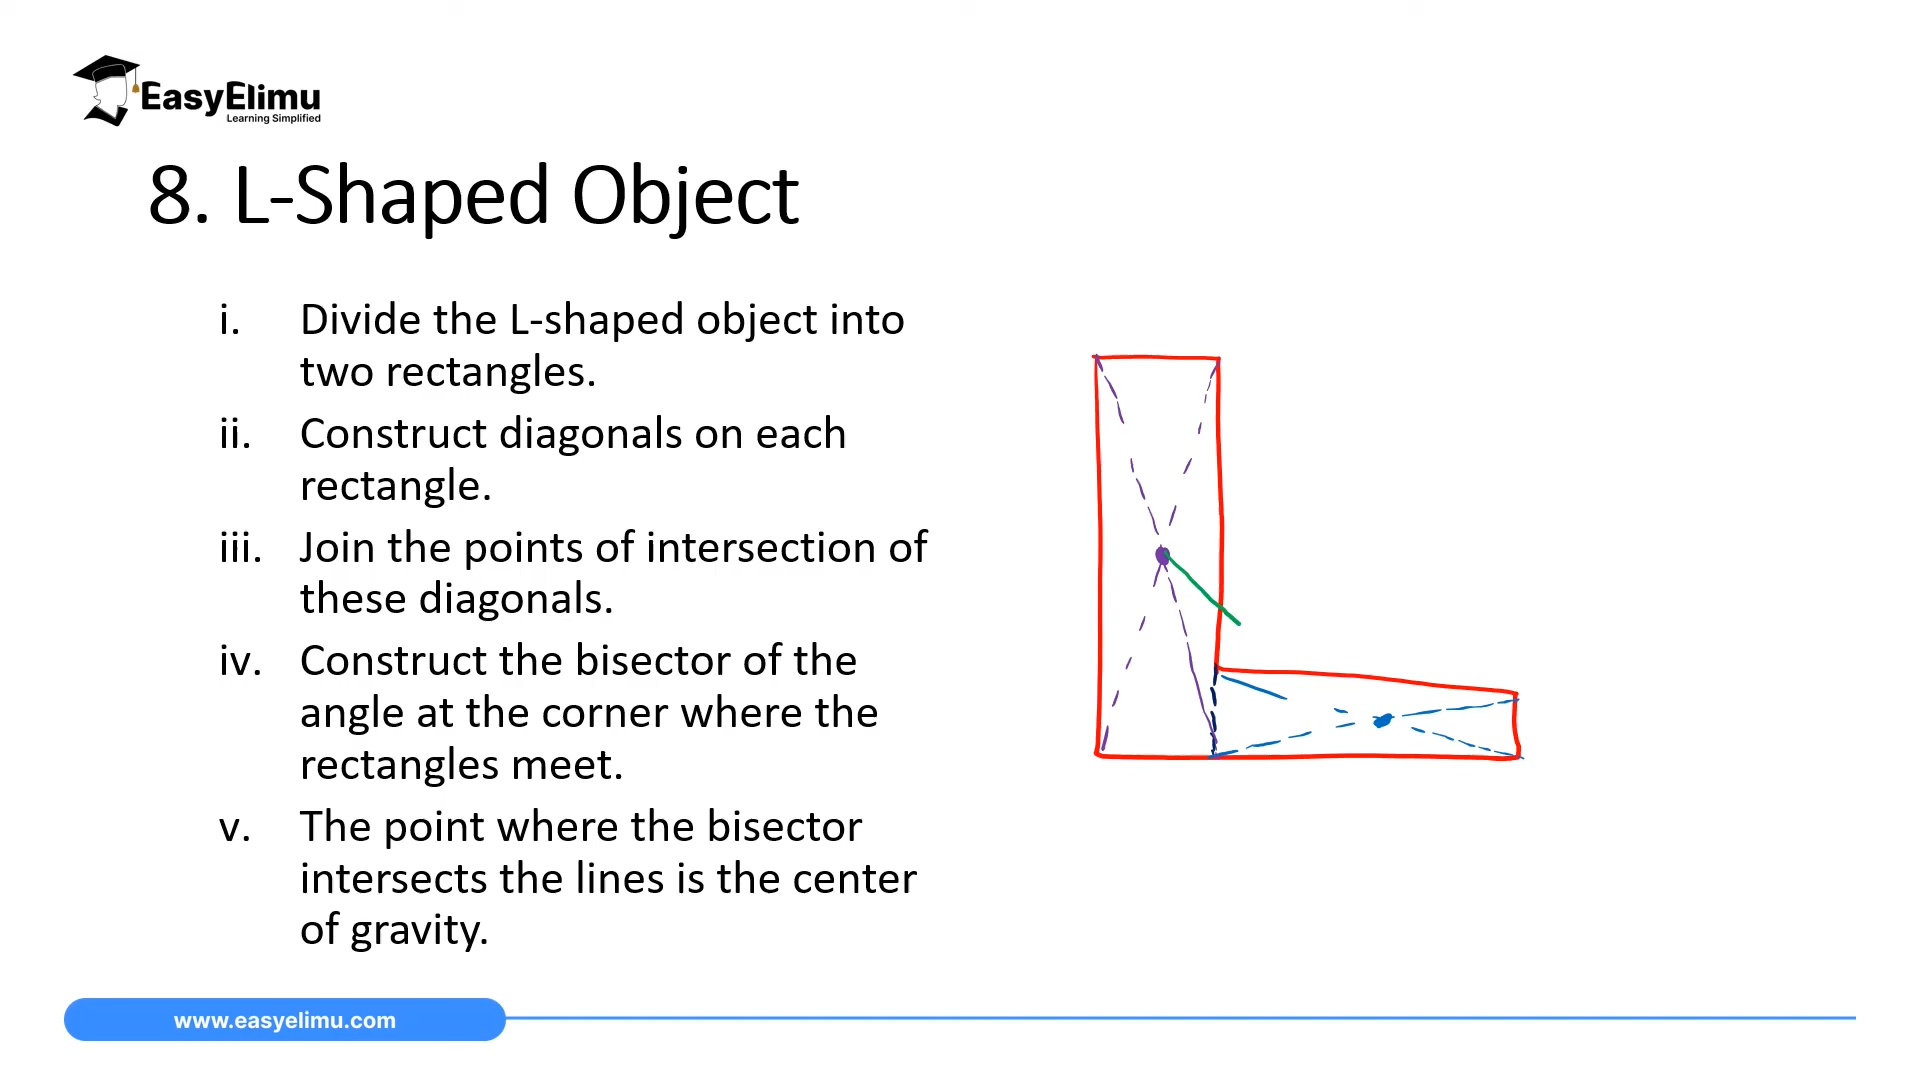 EasyElimu
Learning Simplified
8. L-Shaped Object
i. Divide the L-shaped object into
two rectangles.
ii. Construct diagonals on each
rectangle.
iii. Join the points of intersection of
these diagonals.
iv. Construct the bisector of the
angle at the corner where the
rectangles meet.
v. The point where the bisector
intersects the lines is the center
of gravity.
www.easyelimu.com